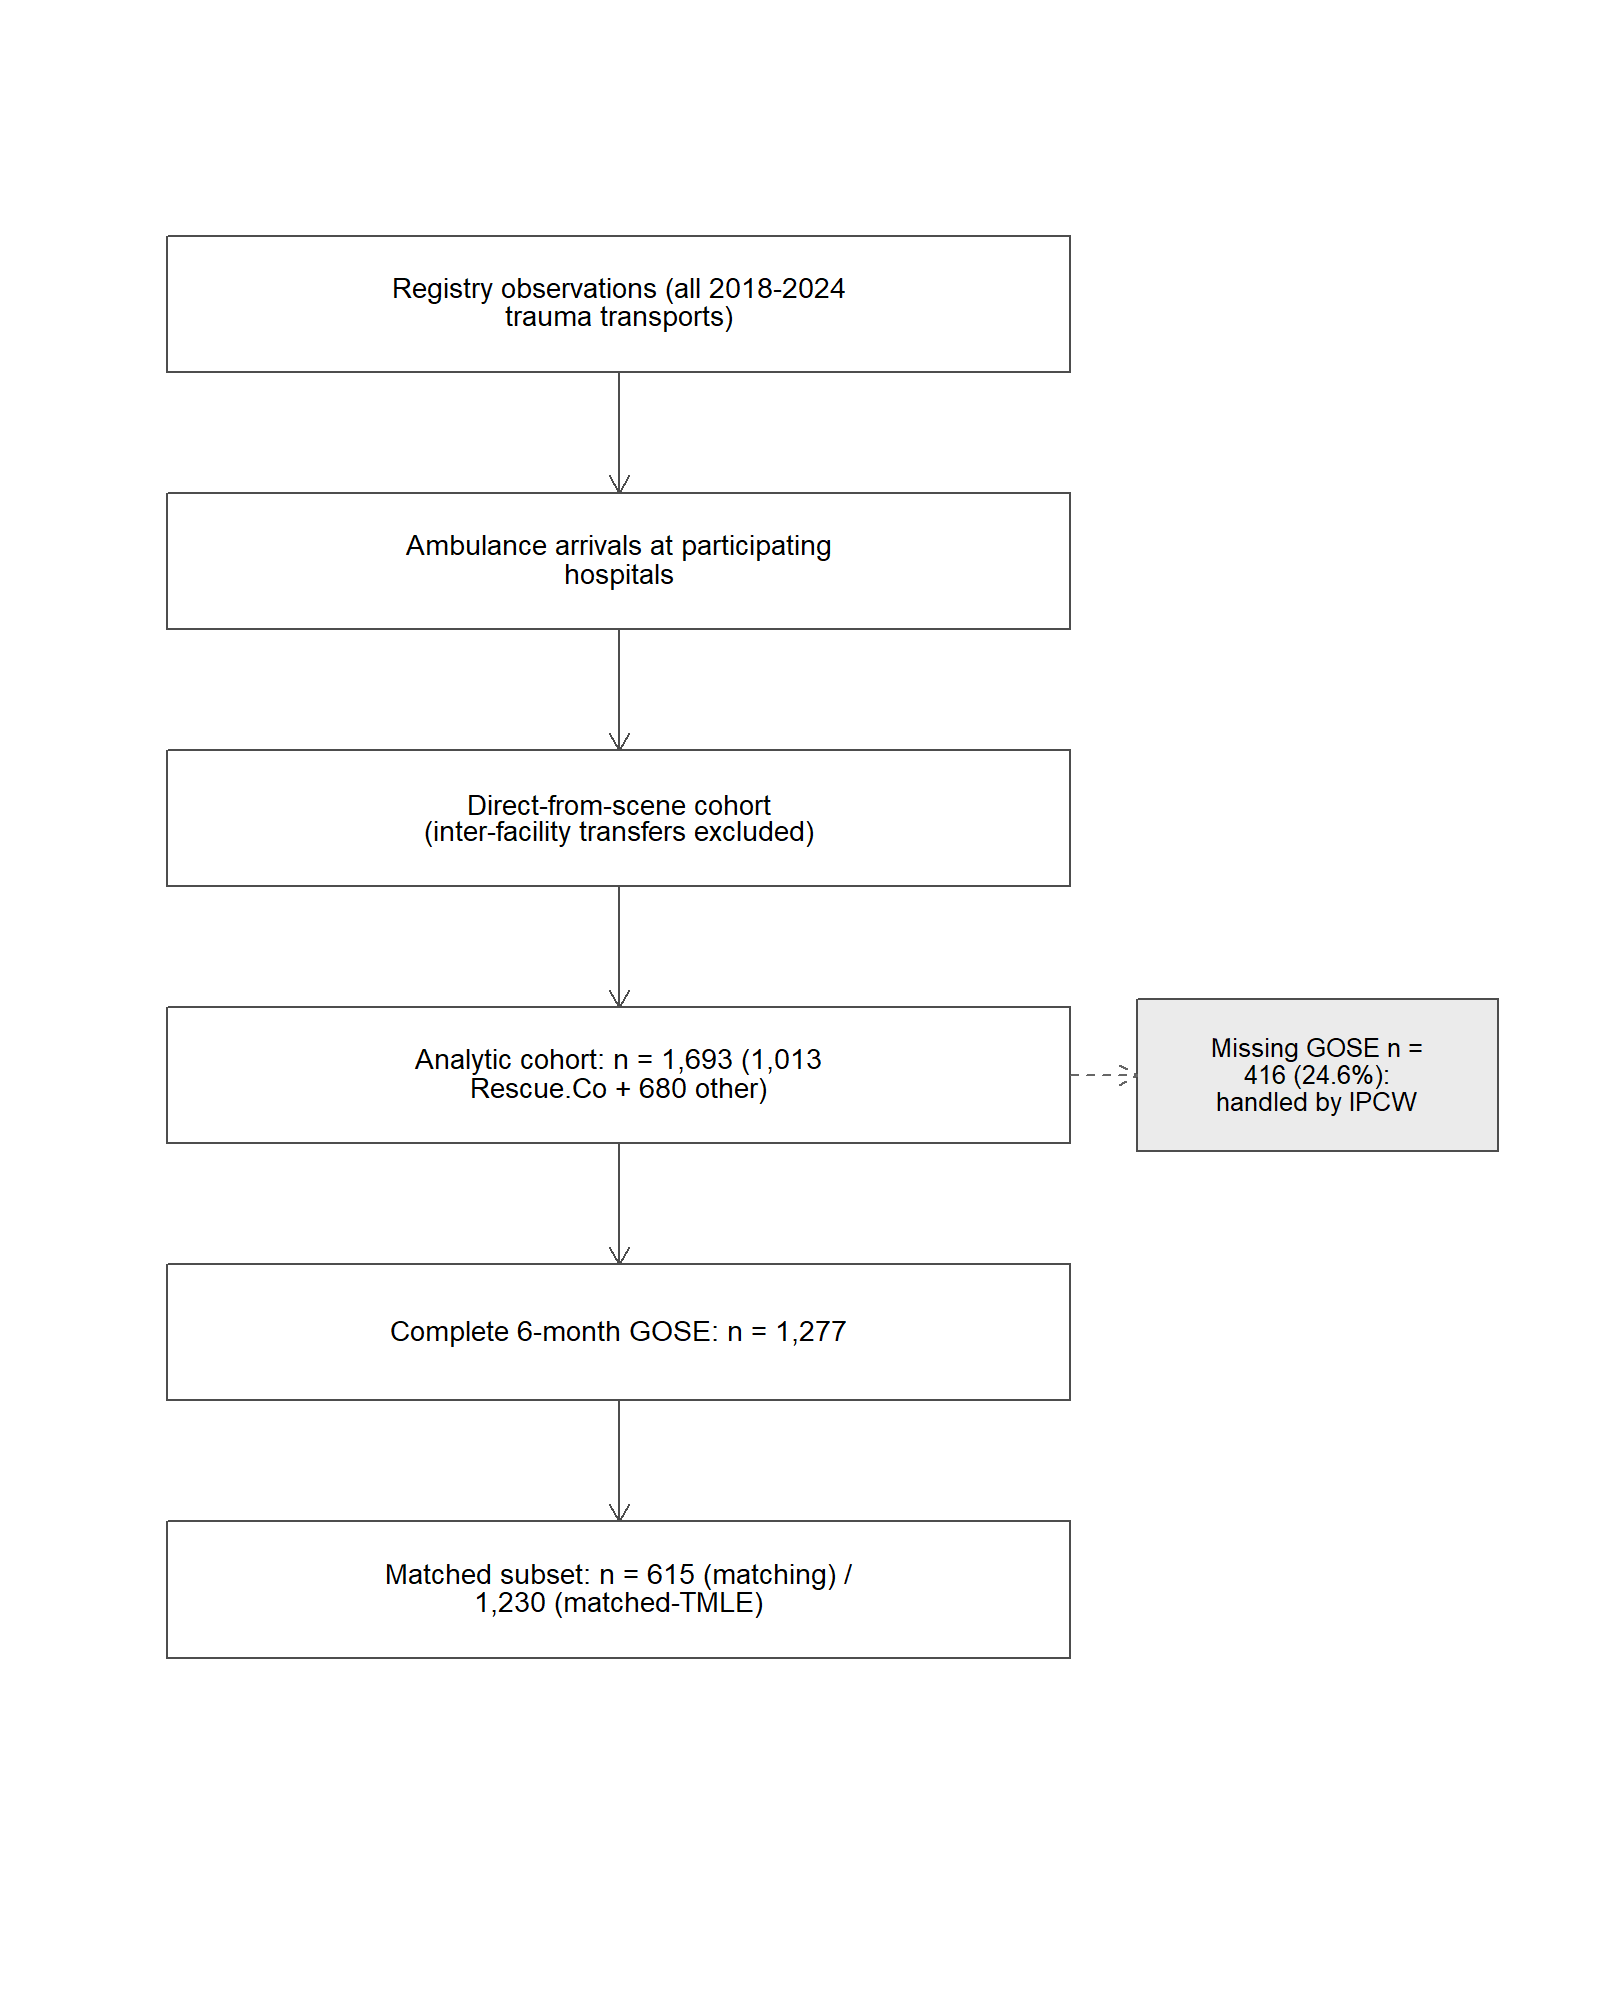 Registry observations (all 2018-2024
trauma transports)
Ambulance arrivals at participating
hospitals
Direct-from-scene cohort
(inter-facility transfers excluded)
Analytic cohort: n = 1,693 (1,013
Rescue.Co + 680 other)
Missing GOSE n =
416 (24.6%):
handled by IPCW
Complete 6-month GOSE: n = 1,277
Matched subset: n = 615 (matching) /
1,230 (matched-TMLE)